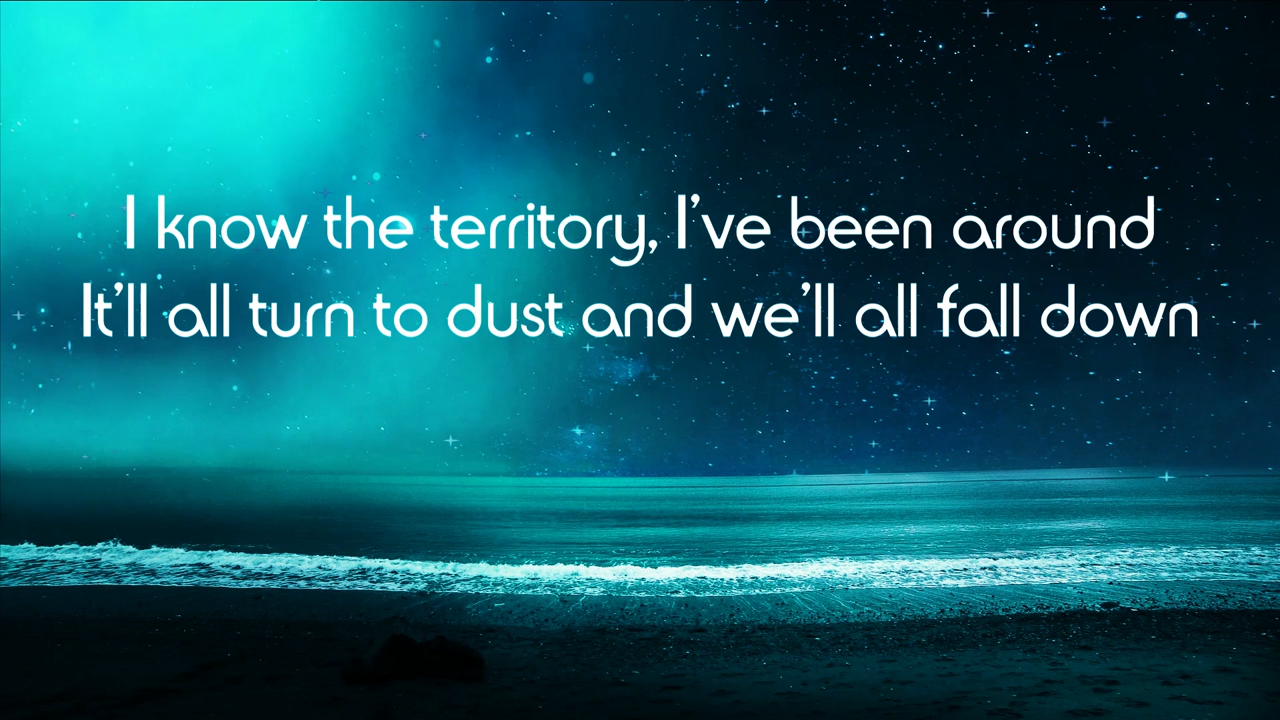 I know the territory, I've been around
It'll all turn to dust and we'll all fall down